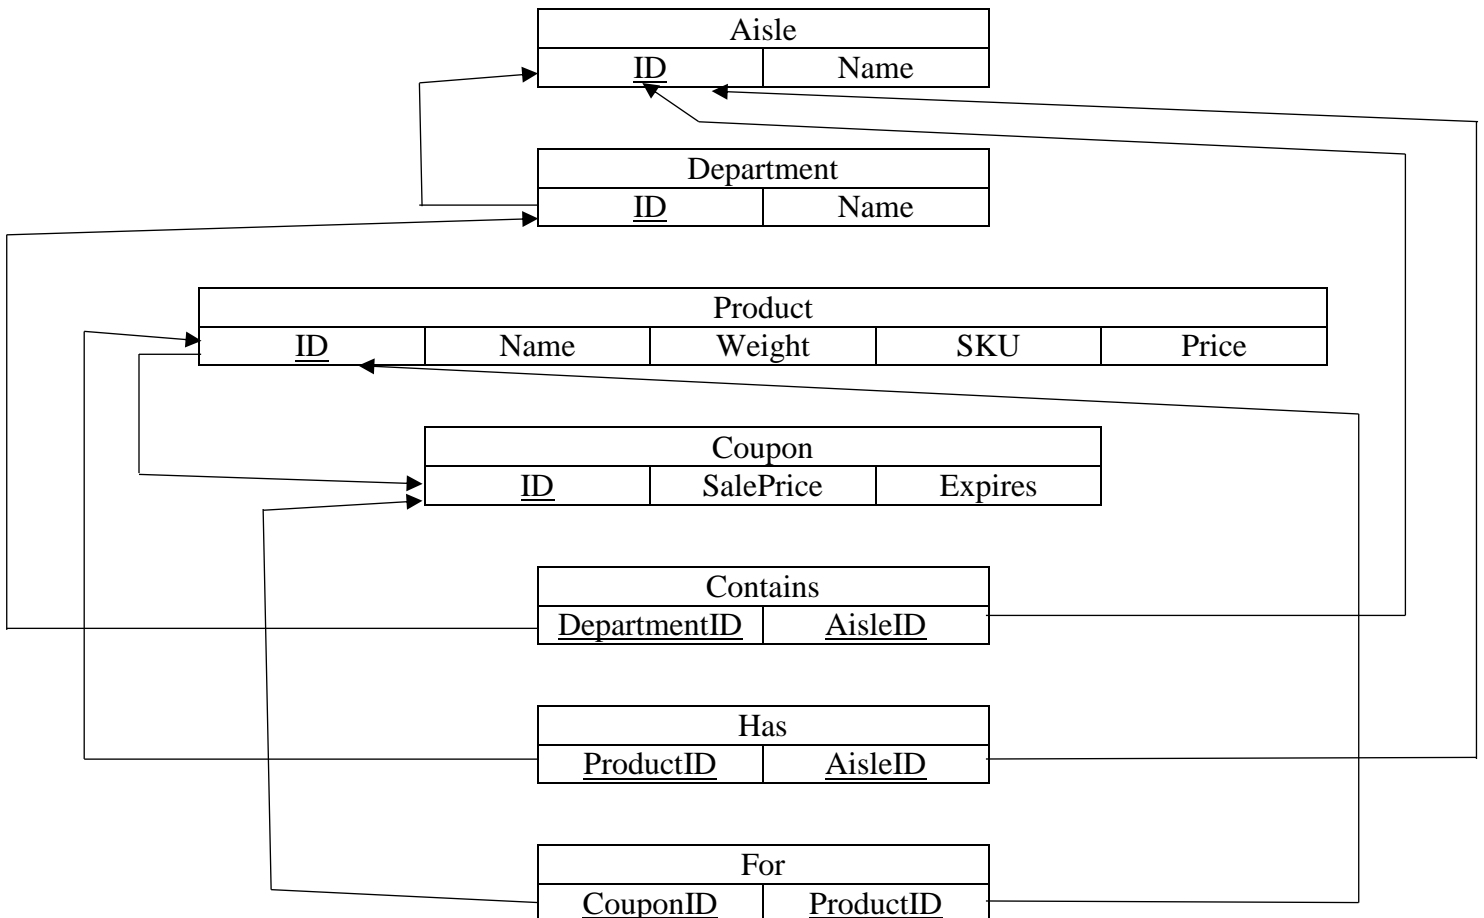 Aisle
ID Name
Department
ID Name
Product
ID Name Weight SKU Price
Coupon
ID SalePrice Expires
Contains
DepartmentID AisleID
Has
ProductID AisleID
For
CouponID ProductID